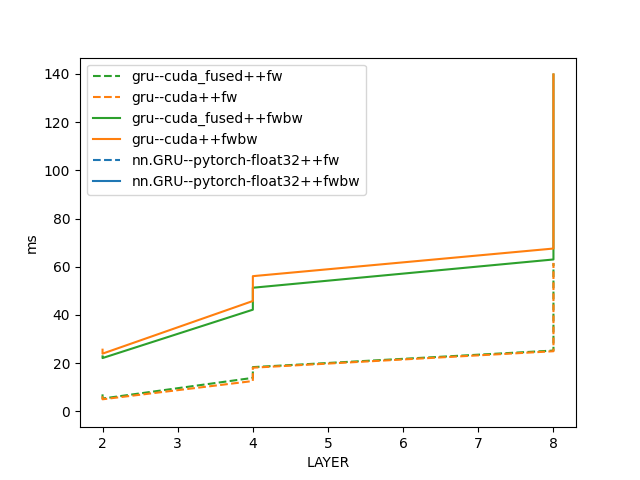 gru--cuda_fused++fw
gru--cuda++fw
gru--cuda_fused++fwbw
gru--cuda++fwbw
nn.GRU--pytorch-float32++fw
nn.GRU--pytorch-float32++fwbw
140
120
100
80
60
40
20
0
ms
2 3 4 5 6 7 8
LAYER